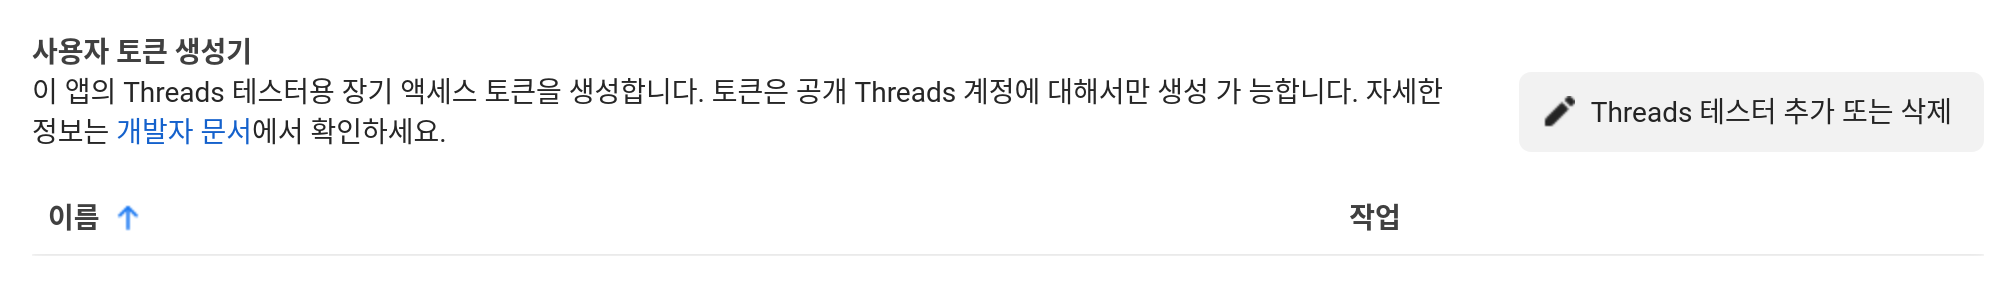 사용자 토큰 생성기
이 앱의 Threads 테스터용 장기 액세스 토큰을 생성합니다. 토큰은 공개 Threads 계정에 대해서만 생성 가 능합니다. 자세한
정보는 개발자 문서에서 확인하세요.
Threads 테스터 추가 또는 삭제
이름
작업